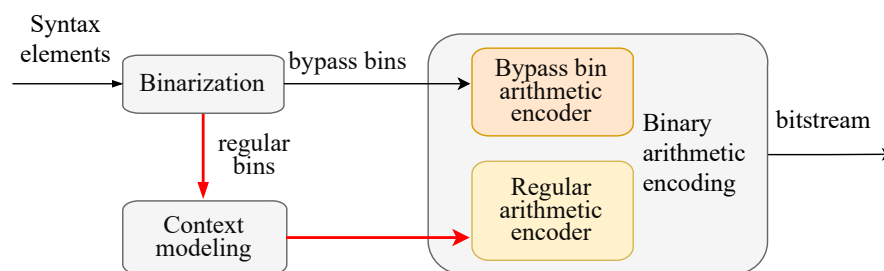 Syntax
elements
Binarization
bypass bins
regular
bins
Context
modeling
Bypass bin
arithmetic
encoder
Regular
arithmetic
encoder
Binary
arithmetic
encoding
bitstream